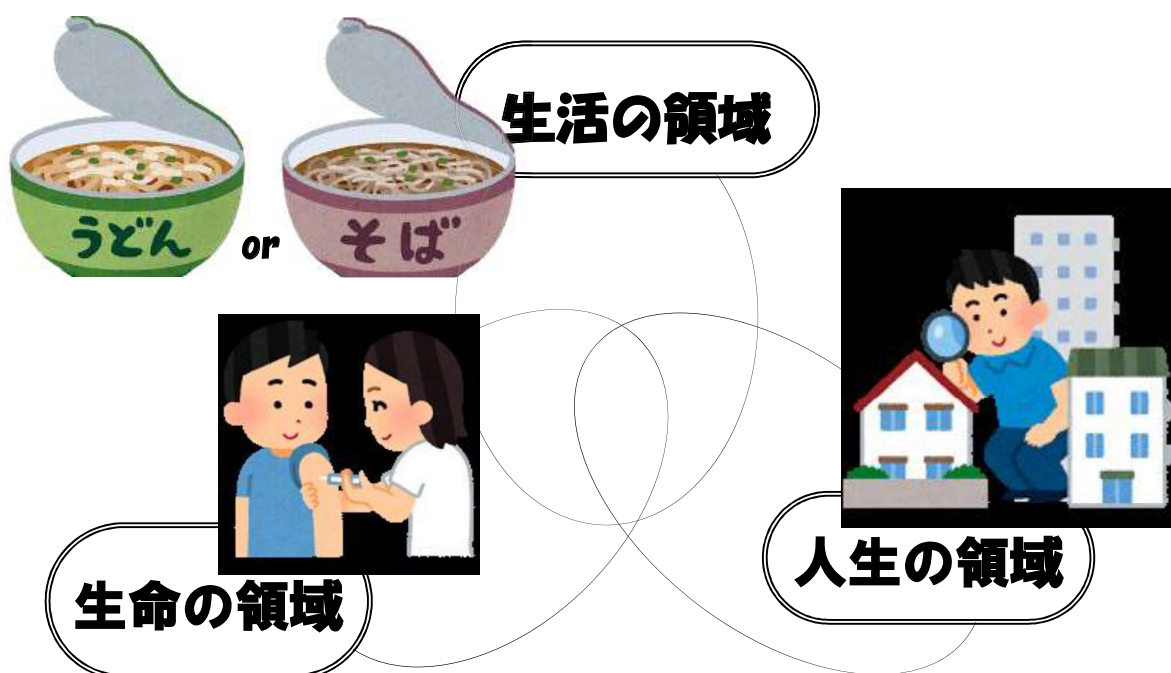 生活の領域
うどん
or
そば
生命の領域
人生の領域